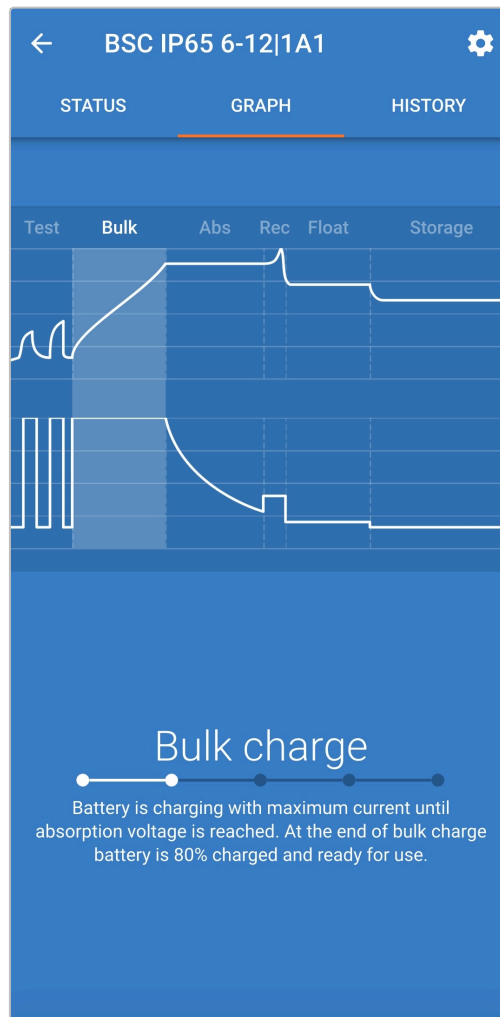 BSC IP65 6-12|1A1
STATUS GRAPH HISTORY
Test Bulk Abs Rec Float Storage
Bulk charge
Battery is charging with maximum current until
absorption voltage is reached. At the end of bulk charge
battery is 80% charged and ready for use.